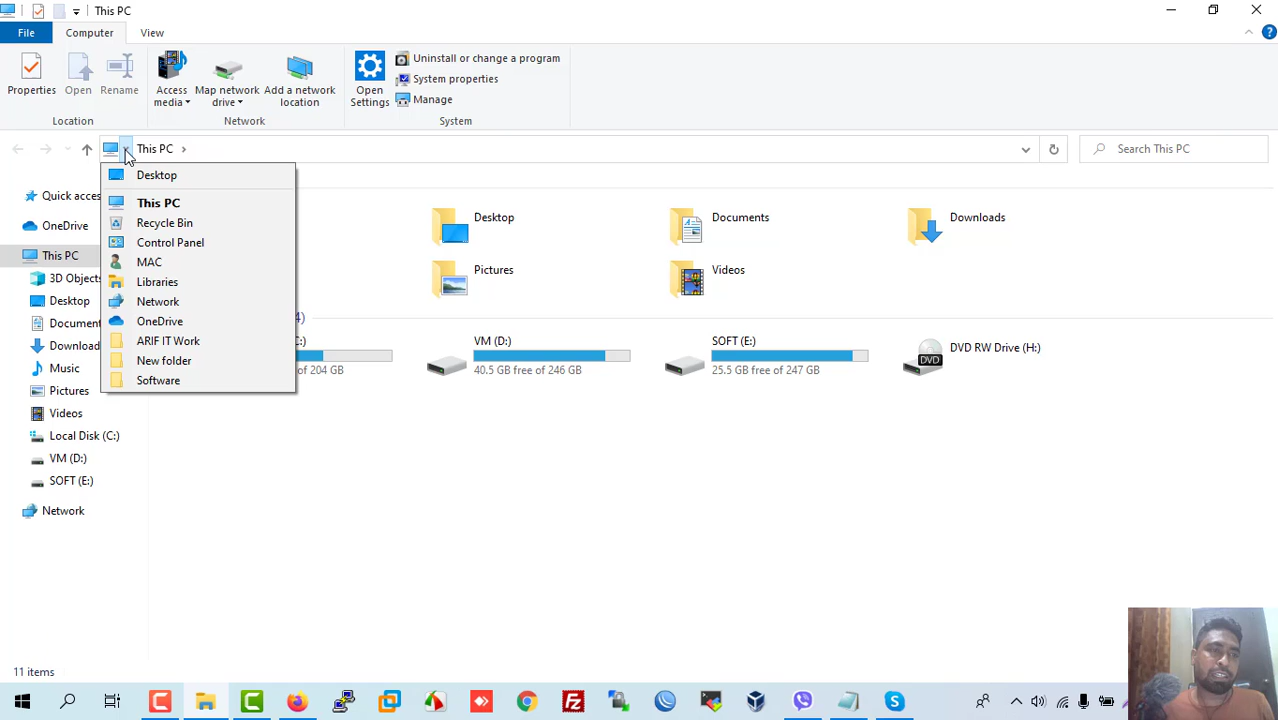 This PC
File
Computer
View
Properties
Open
Rename
Access
media
Map network
drive
Add a network
location
Open
Settings
Uninstall or change a program
System properties
Manage
Location
Network
System
This PC
Search This PC
Desktop
This PC
Recycle Bin
Control Panel
MAC
Libraries
Network
OneDrive
ARIF IT Work
New folder
Software
Quick acces
OneDrive
This PC
3D Objects
Desktop
Document
Download
Music
Pictures
Videos
Local Disk (C:)
VM (D:)
SOFT (E:)
Network
Desktop
Documents
Downloads
Pictures
Videos
4)
C:)
of 204 GB
VM (D:)
40.5 GB free of 246 GB
SOFT (E:)
25.5 GB free of 247 GB
DVD
DVD RW Drive (H:)
11 items